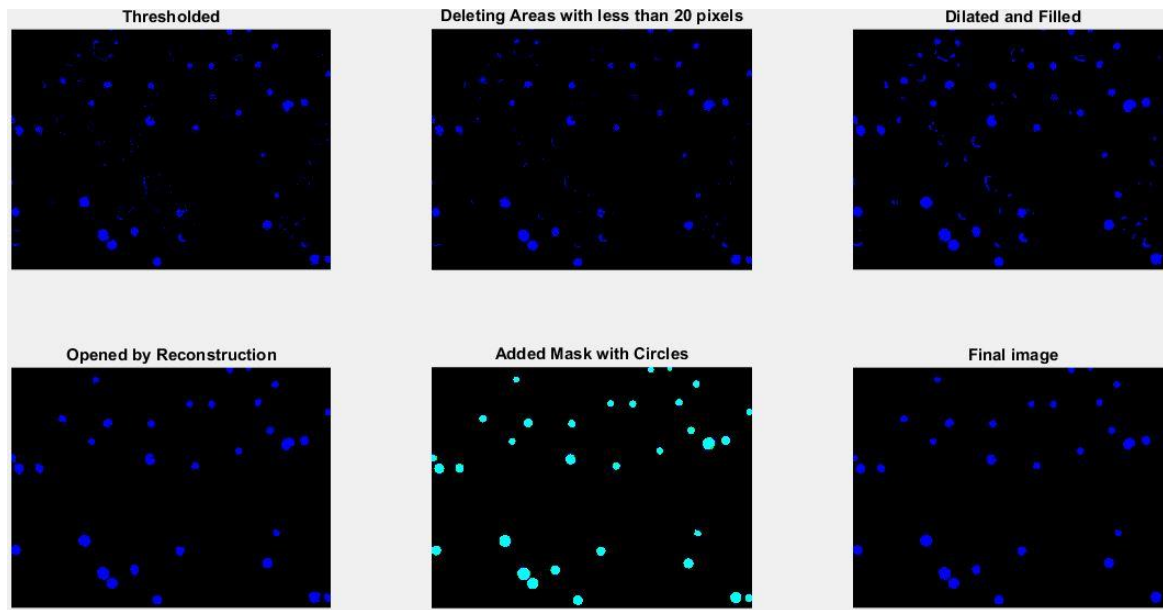 Thresholded
Deleting Areas with less than 20 pixels
Dilated and Filled
Opened by Reconstruction
Added Mask with Circles
Final image